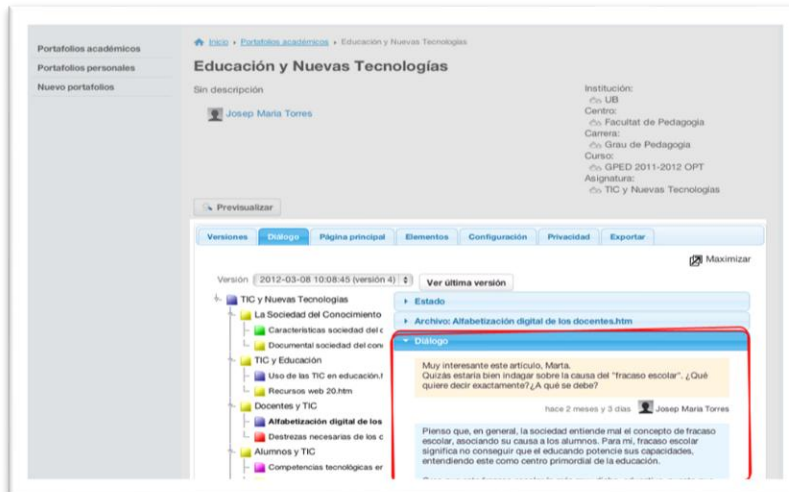 Portafolios académicos
Portafolios personales
Nuevo portafolios
Inicio › Portafolios académicos › Educación y Nuevas Tecnologías
Educación y Nuevas Tecnologías
Sin descripción
Josep Maria Torres
Institución:
UB
Centro:
Facultat de Pedagogia
Carrera:
Grau de Pedagogia
Curso:
GPED 2011-2012 OPT
Asignatura:
TIC y Nuevas Tecnologias
Previsualizar
Versiones Diálogo Página principal Elementos Configuración Privacidad Exportar
Maximizar
Versión 2012-03-08 10:08:45 (versión 4) Ver última versión
TIC y Nuevas Tecnologias
La Sociedad del Conocimiento
Características sociedad del c
Documental sociedad del con
TIC y Educación
Uso de las TIC en educación.
Recursos web 20.htm
Docentes y TIC
Alfabetización digital de los
Destrezas necesarias de los c
Alumnos y TIC
Competencias tecnológicas er
Estado
Archivo: Alfabetización digital de los docentes.htm
Diálogo
Muy interesante este artículo, Marta.
Quizás estaría bien indagar sobre la causa del "fracaso escolar". ¿Qué
quiere decir exactamente?¿A qué se debe?
hace 2 meses y 3 días Josep Maria Torres
Pienso que, en general, la sociedad entiende mal el concepto de fracaso
escolar, asociando su causa a los alumnos. Para mi, fracaso escolar
significa no conseguir que el educando potencie sus capacidades,
entendiendo este como centro primordial de la educación.